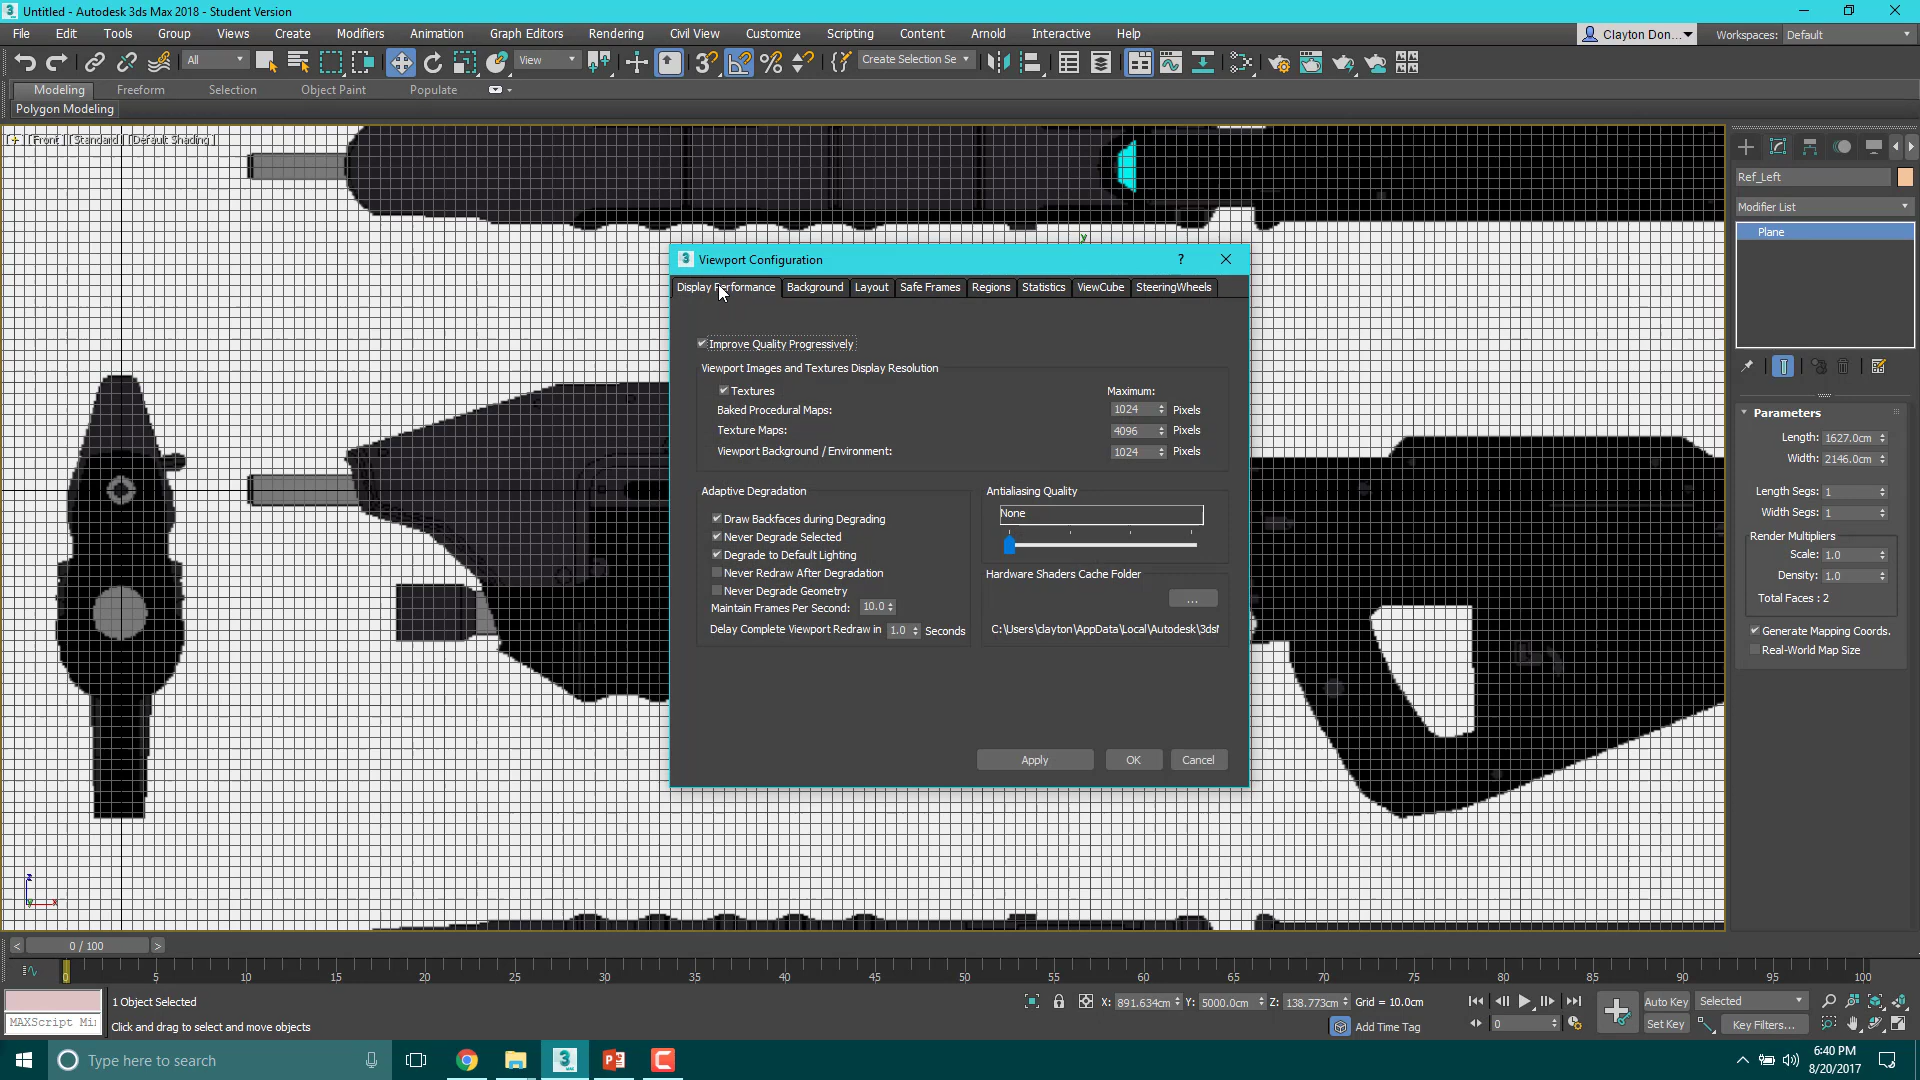 Untitled - Autodesk 3ds Max 2018 - Student Version
File Edit Tools Group Views Create Modifiers Animation Graph Editors Rendering Civil View Customize Scripting Content Arnold Interactive Help
Clayton Don... Workspaces: Default
All View Create Selection Se
Modeling Freeform Selection Object Paint Populate
Polygon Modeling
[+] [Front] [Standard] [Default Shading]
Ref_Left
Modifier List
Plane
Viewport Configuration ?
Display Performance Background Layout Safe Frames Regions Statistics ViewCube SteeringWheels
Improve Quality Progressively
Viewport Images and Textures Display Resolution
Textures Maximum:
Baked Procedural Maps: 1024 Pixels
Texture Maps: 4096 Pixels
Viewport Background / Environment: 1024 Pixels
Adaptive Degradation
Draw Backfaces during Degrading
Never Degrade Selected
Degrade to Default Lighting
Never Redraw After Degradation
Never Degrade Geometry
Maintain Frames Per Second: 10.0
Delay Complete Viewport Redraw in 1.0 Seconds
Antialiasing Quality
None
Hardware Shaders Cache Folder
...
C:\Users\clayton\AppData\Local\Autodesk\3dsM
Apply OK Cancel
Parameters
Length: 1627.0cm
Width: 2146.0cm
Length Segs: 1
Width Segs: 1
Render Multipliers
Scale: 1.0
Density: 1.0
Total Faces : 2
Generate Mapping Coords.
Real-World Map Size
y
z
y x
< 0 / 100 >
0 5 10 15 20 25 30 35 40 45 50 55 60 65 70 75 80 85 90 95 100
1 Object Selected
X: 891.634cm Y: 5000.0cm Z: 138.773cm Grid = 10.0cm
Auto Key Selected
MAXScript Mi
Click and drag to select and move objects
Add Time Tag
0
Set Key Key Filters...
Type here to search
6:40 PM
8/20/2017